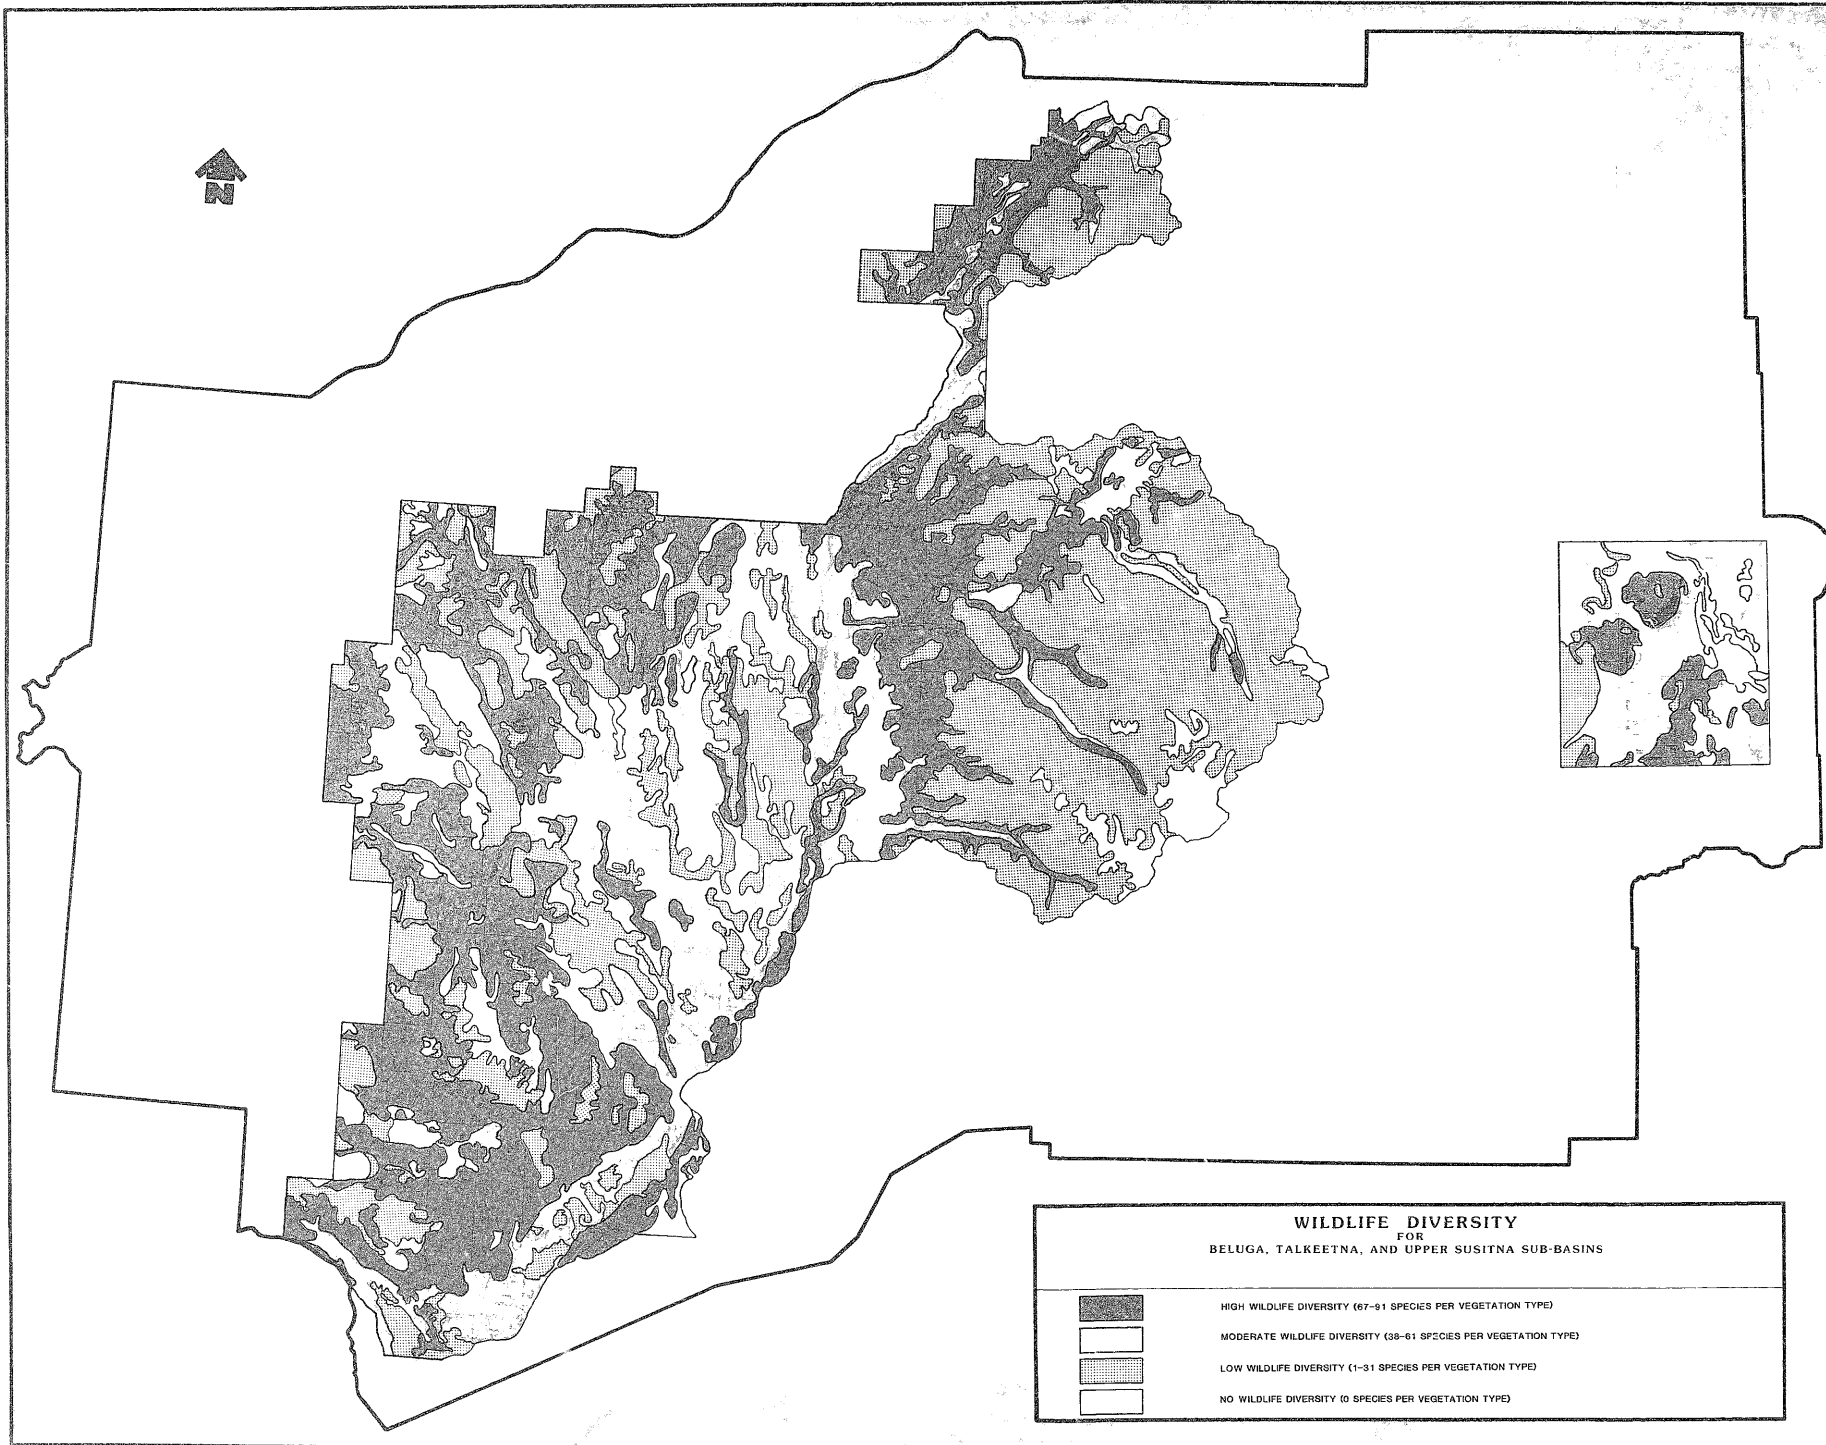 N
WILDLIFE DIVERSITY
FOR
BELUGA, TALKEETNA, AND UPPER SUSITNA SUB-BASINS
HIGH WILDLIFE DIVERSITY (67-91 SPECIES PER VEGETATION TYPE)
MODERATE WILDLIFE DIVERSITY (38-61 SPECIES PER VEGETATION TYPE)
LOW WILDLIFE DIVERSITY (1-31 SPECIES PER VEGETATION TYPE)
NO WILDLIFE DIVERSITY (0 SPECIES PER VEGETATION TYPE)